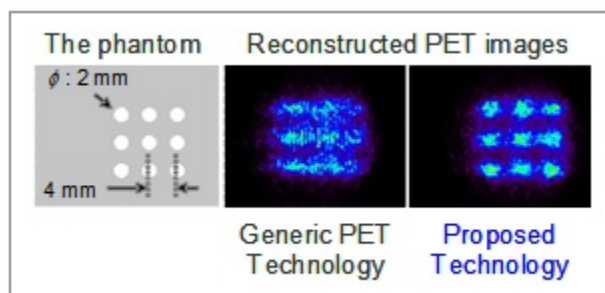 The phantom
Reconstructed PET images
ϕ : 2 mm
4 mm
Generic PET
Technology
Proposed
Technology